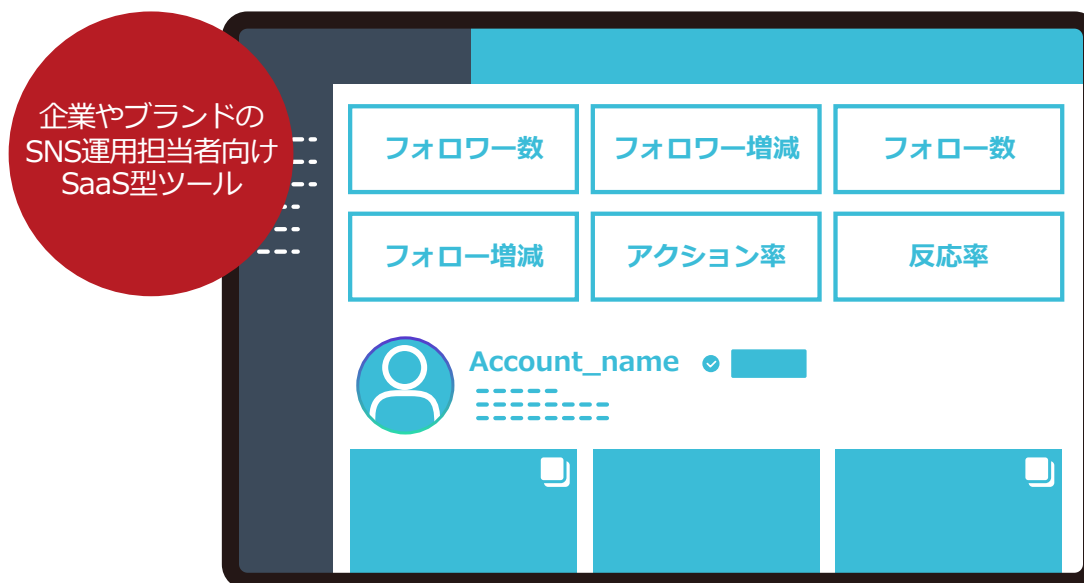 企業やブランドの
SNS運用担当者向け
SaaS型ツール
フォロワー数
フォロワー増減
フォロー数
フォロー増減
アクション率
反応率
Account_name